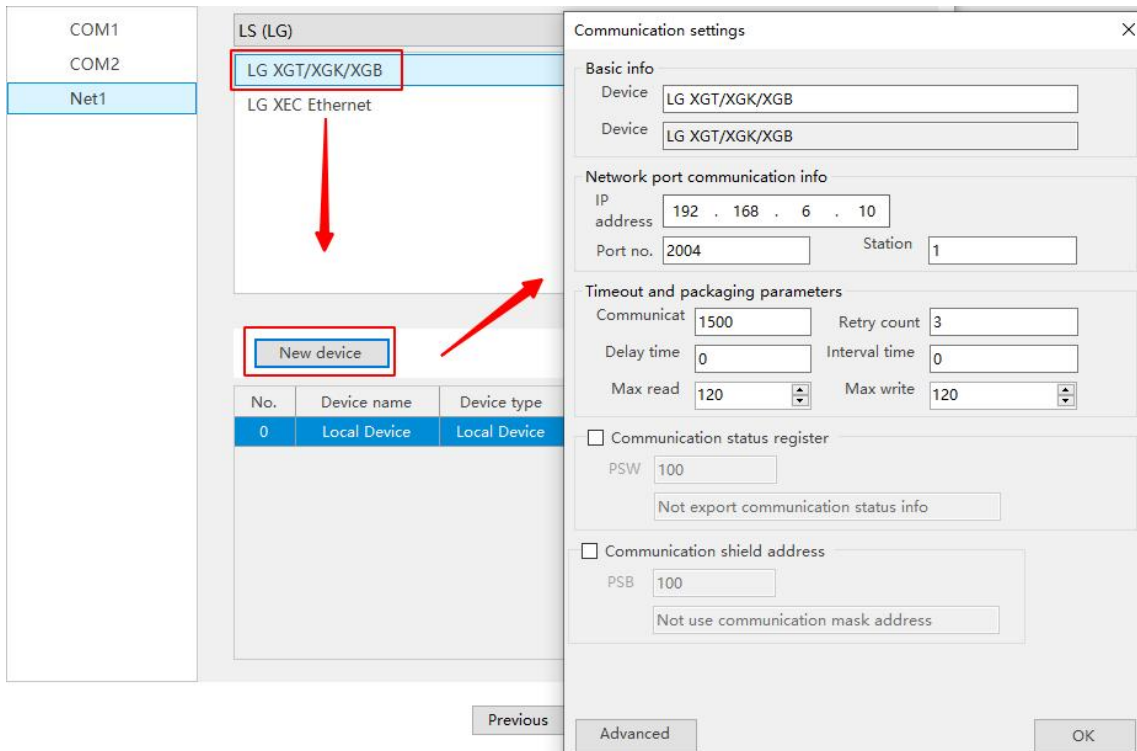 COM1
COM2
Net1
LS (LG)
LG XGT/XGK/XGB
LG XEC Ethernet
New device
No. Device name Device type
0 Local Device Local Device
Previous
Communication settings
Basic info
Device LG XGT/XGK/XGB
Device LG XGT/XGK/XGB
Network port communication info
IP
address 192 . 168 . 6 . 10
Port no. 2004 Station 1
Timeout and packaging parameters
Communicat 1500 Retry count 3
Delay time 0 Interval time 0
Max read 120 Max write 120
Communication status register
PSW 100
Not export communication status info
Communication shield address
PSB 100
Not use communication mask address
Advanced OK